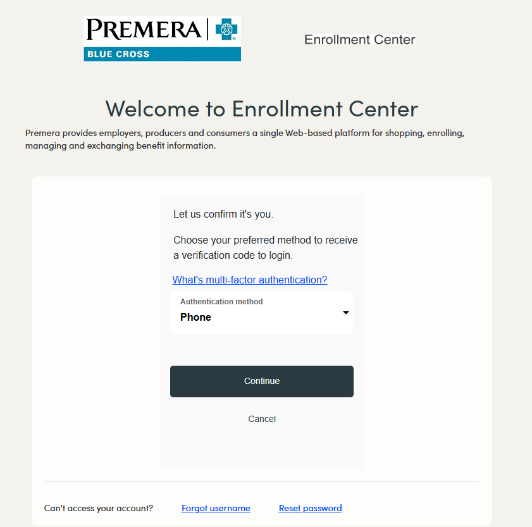 PREMERA
BLUE CROSS
Enrollment Center
Welcome to Enrollment Center
Premera provides employers, producers and consumers a single Web-based platform for shopping, enrolling,
managing and exchanging benefit information.
Let us confirm it's you.
Choose your preferred method to receive
a verification code to login.
What's multi-factor authentication?
Authentication method
Phone
Continue
Cancel
Can't access your account? Forgot username Reset password